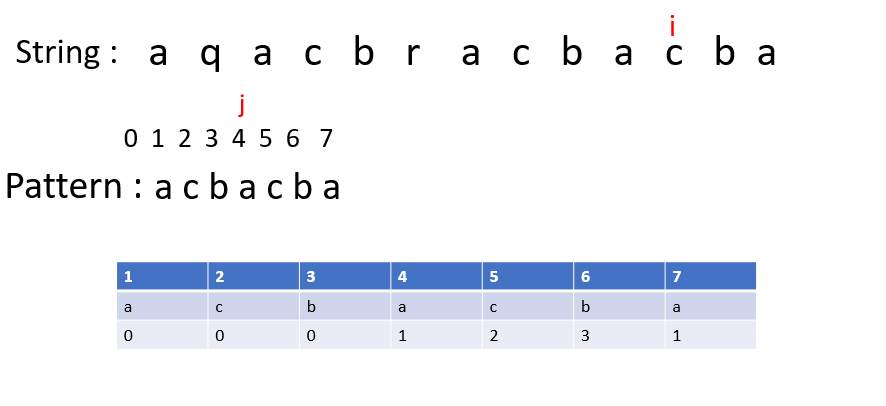 i
String : a q a c b r a c b a c b a
j
0 1 2 3 4 5 6 7
Pattern : a c b a c b a
1 2 3 4 5 6 7
a c b a c b a
0 0 0 1 2 3 1